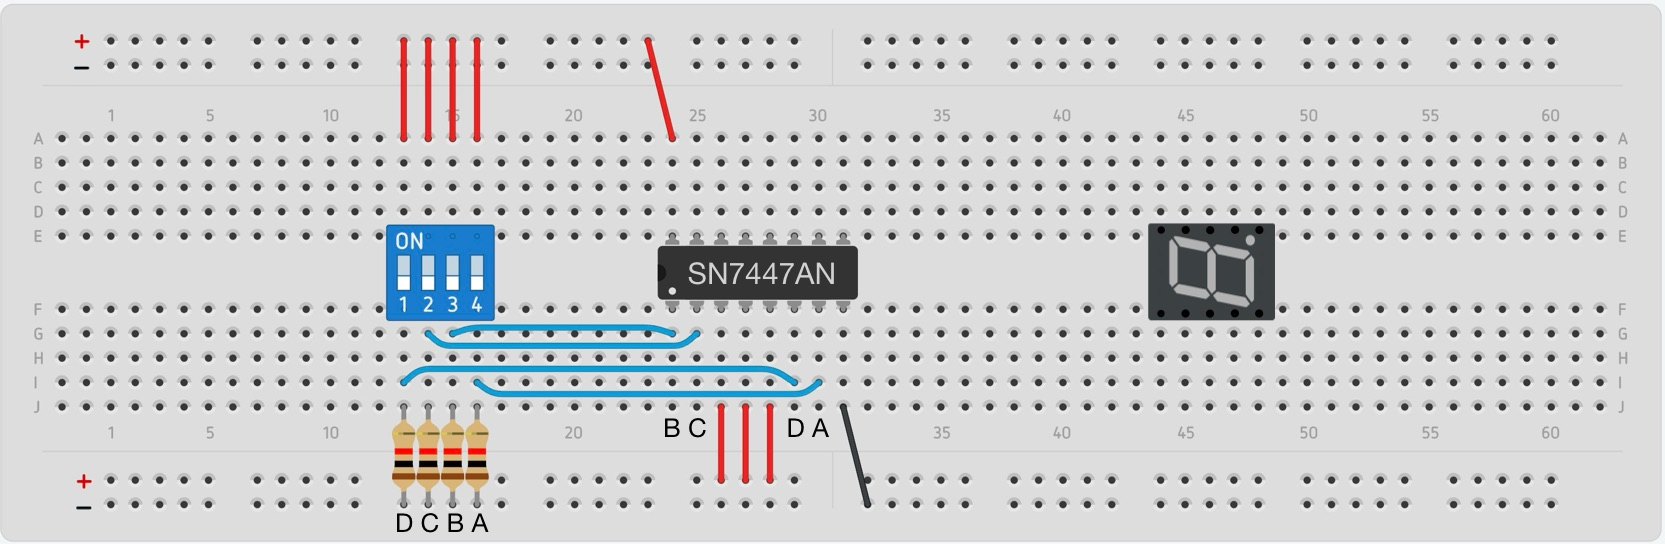 +
−
1 5 10 15 20 25 30 35 40 45 50 55 60
A A
B B
C C
D D
E E
ON
1 2 3 4
SN7447AN
F F
G G
H H
I I
J J
B C D A
1 5 10 20 35 40 45 50 55 60
+
−
D C B A